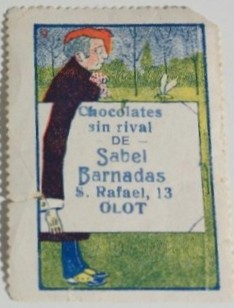 Chocolates
sin rival
DE
Sabel
Barnadas
S. Rafael, 13
OLOT